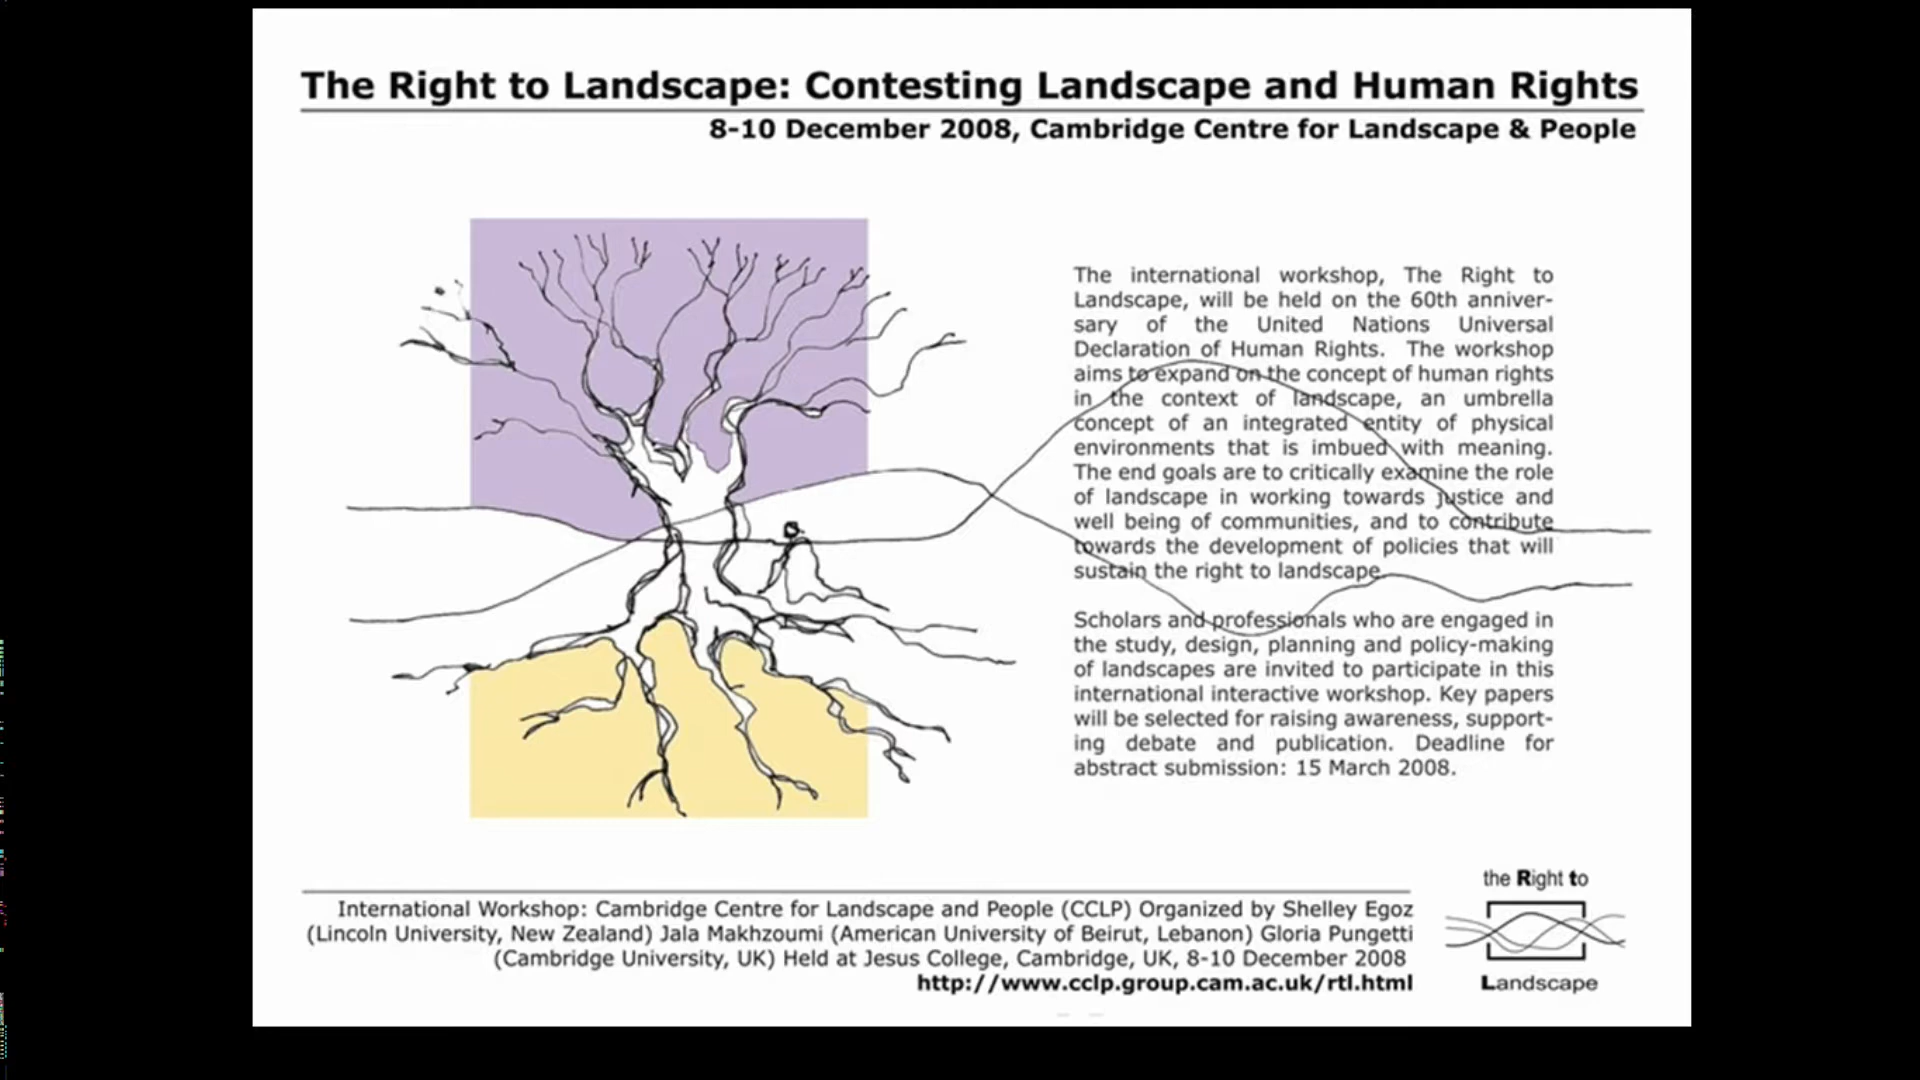 The Right to Landscape: Contesting Landscape and Human Rights
8-10 December 2008, Cambridge Centre for Landscape & People
The international workshop, The Right to
Landscape, will be held on the 60th anniver-
sary of the United Nations Universal
Declaration of Human Rights. The workshop
aims to expand on the concept of human rights
in the context of landscape, an umbrella
concept of an integrated entity of physical
environments that is imbued with meaning.
The end goals are to critically examine the role
of landscape in working towards justice and
well being of communities, and to contribute
towards the development of policies that will
sustain the right to landscape.
Scholars and professionals who are engaged in
the study, design, planning and policy-making
of landscapes are invited to participate in this
international interactive workshop. Key papers
will be selected for raising awareness, support-
ing debate and publication. Deadline for
abstract submission: 15 March 2008.
International Workshop: Cambridge Centre for Landscape and People (CCLP) Organized by Shelley Egoz
(Lincoln University, New Zealand) Jala Makhzoumi (American University of Beirut, Lebanon) Gloria Pungetti
(Cambridge University, UK) Held at Jesus College, Cambridge, UK, 8-10 December 2008
http://www.cclp.group.cam.ac.uk/rtl.html
the Right to
Landscape